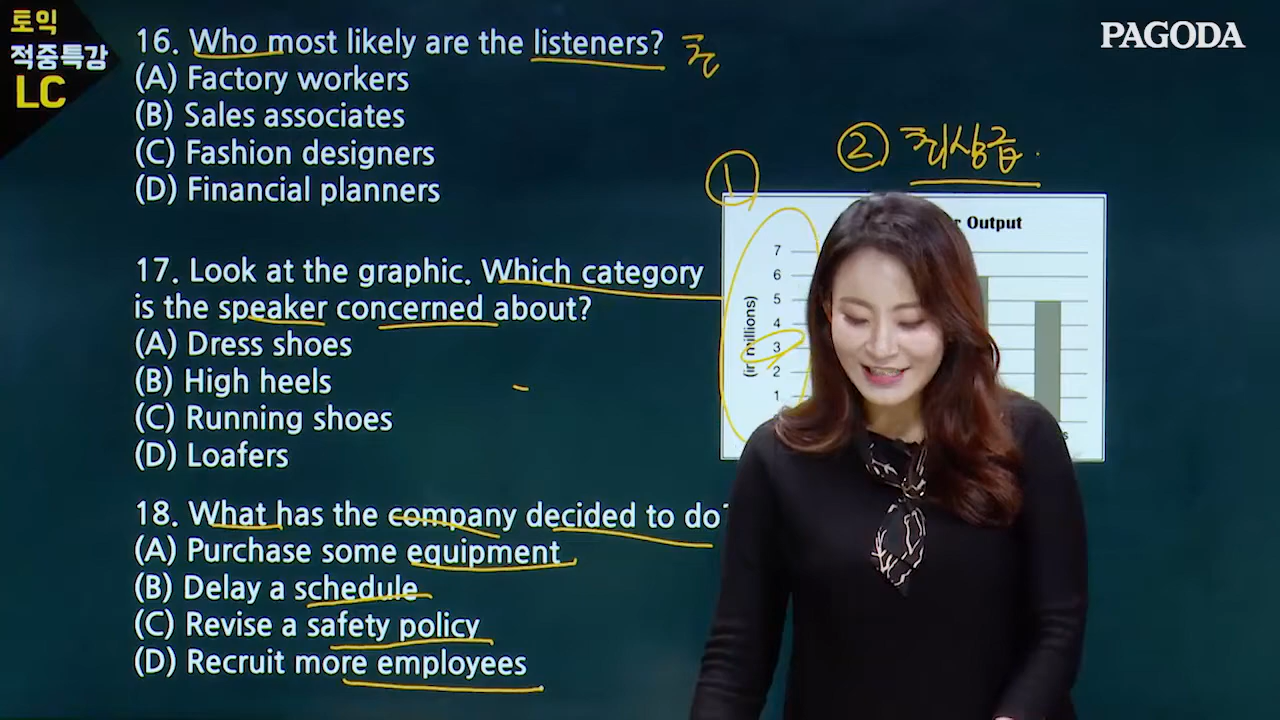 토익
적중특강
LC
PAGODA
16. Who most likely are the listeners?
(A) Factory workers
(B) Sales associates
(C) Fashion designers
(D) Financial planners
17. Look at the graphic. Which category
is the speaker concerned about?
(A) Dress shoes
(B) High heels
(C) Running shoes
(D) Loafers
18. What has the company decided to do?
(A) Purchase some equipment
(B) Delay a schedule
(C) Revise a safety policy
(D) Recruit more employees
①
② 최상급.
Output
(in millions)
7
6
5
4
3
2
1